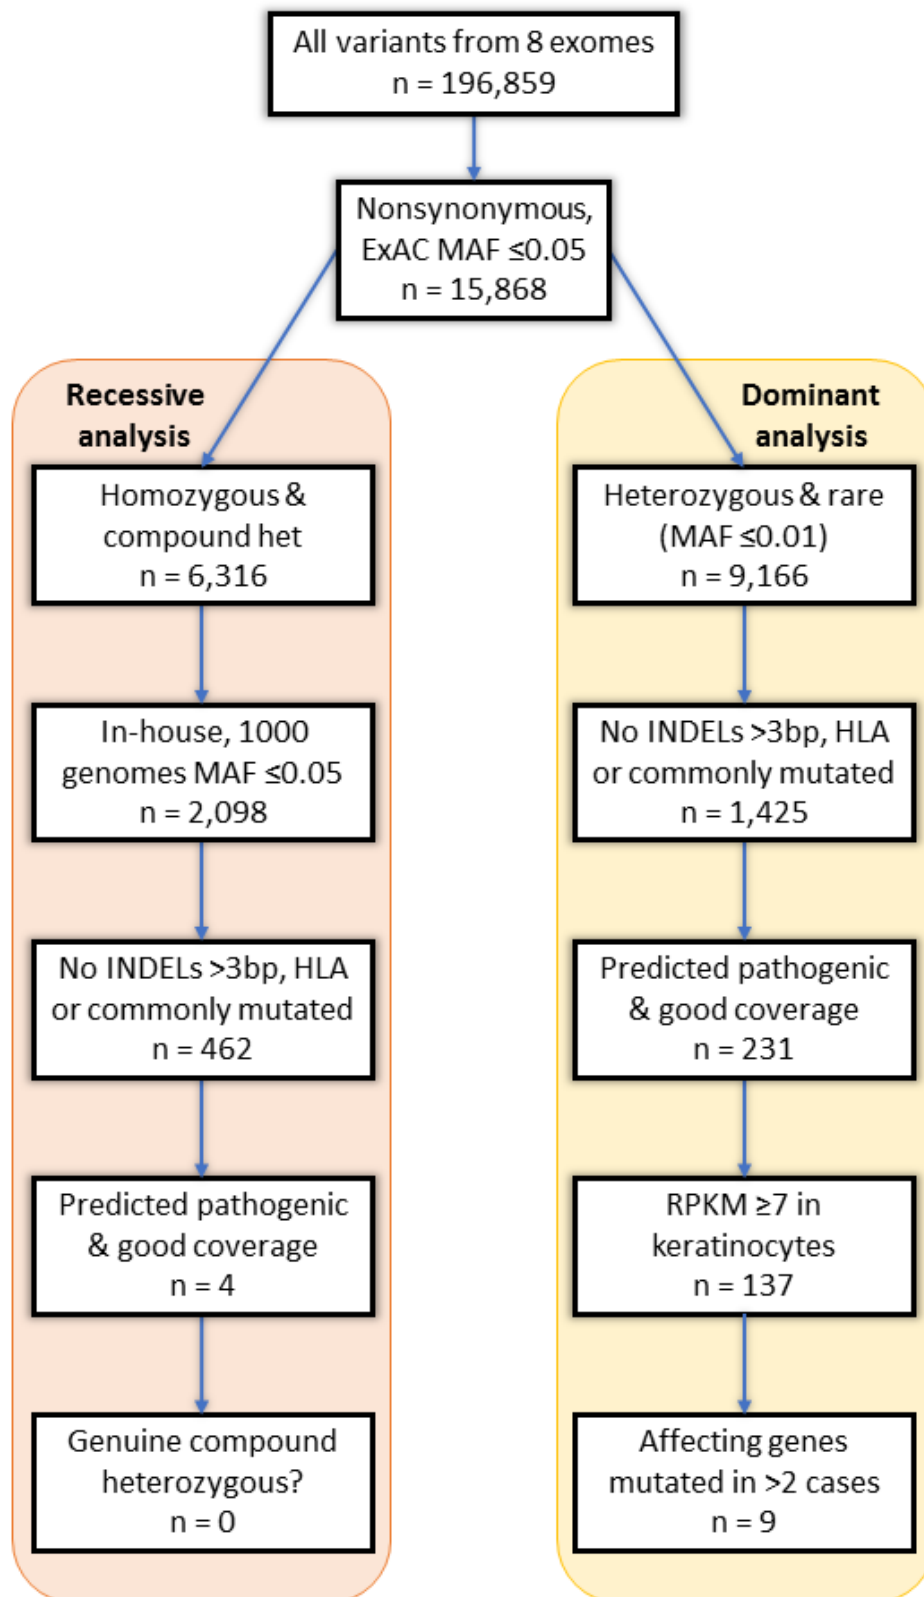 All variants from 8 exomes
n = 196,859
Nonsynonymous,
ExAC MAF ≤0.05
n = 15,868
Recessive
analysis
Homozygous &
compound het
n = 6,316
In-house, 1000
genomes MAF ≤0.05
n = 2,098
No INDELs >3bp, HLA
or commonly mutated
n = 462
Predicted pathogenic
& good coverage
n = 4
Genuine compound
heterozygous?
n = 0
Dominant
analysis
Heterozygous & rare
(MAF ≤0.01)
n = 9,166
No INDELs >3bp, HLA
or commonly mutated
n = 1,425
Predicted pathogenic
& good coverage
n = 231
RPKM ≥7 in
keratinocytes
n = 137
Affecting genes
mutated in >2 cases
n = 9